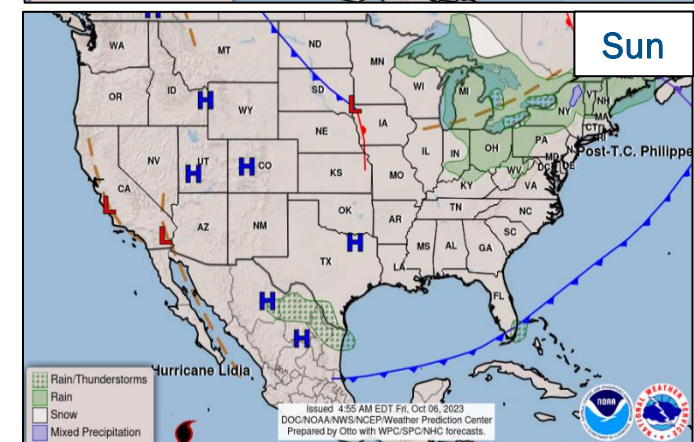 Sun
H
WA
MT
ND
MN
OR
ID
H
WY
SD
L
WI
MI
NY
VT
NH
MA
CT
RI
NV
UT
H
H
CO
NE
IA
IL
IN
OH
PA
MD
DE
DC
Post-T.C. Philippe
CA
L
KS
MO
KY
WV
VA
AZ
L
NM
OK
AR
TN
NC
SC
H
TX
LA
MS
AL
GA
FL
H
H
Hurricane Lidia
Rain/Thunderstorms
Rain
Snow
Mixed Precipitation
Issued 4:55 AM EDT Fri, Oct 06, 2023
DOC/NOAA/NWS/NCEP/Weather Prediction Center
Prepared by Otto with WPC/SPC/NHC forecasts.
NOAA
NATIONAL WEATHER SERVICE